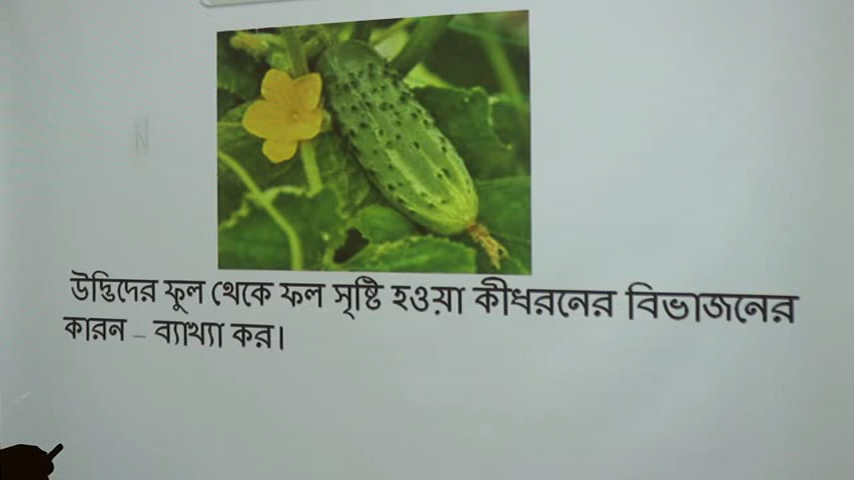 উদ্ভিদের ফুল থেকে ফল সৃষ্টি হওয়া কীধরনের বিভাজনের
কারন – ব্যাখ্যা কর।